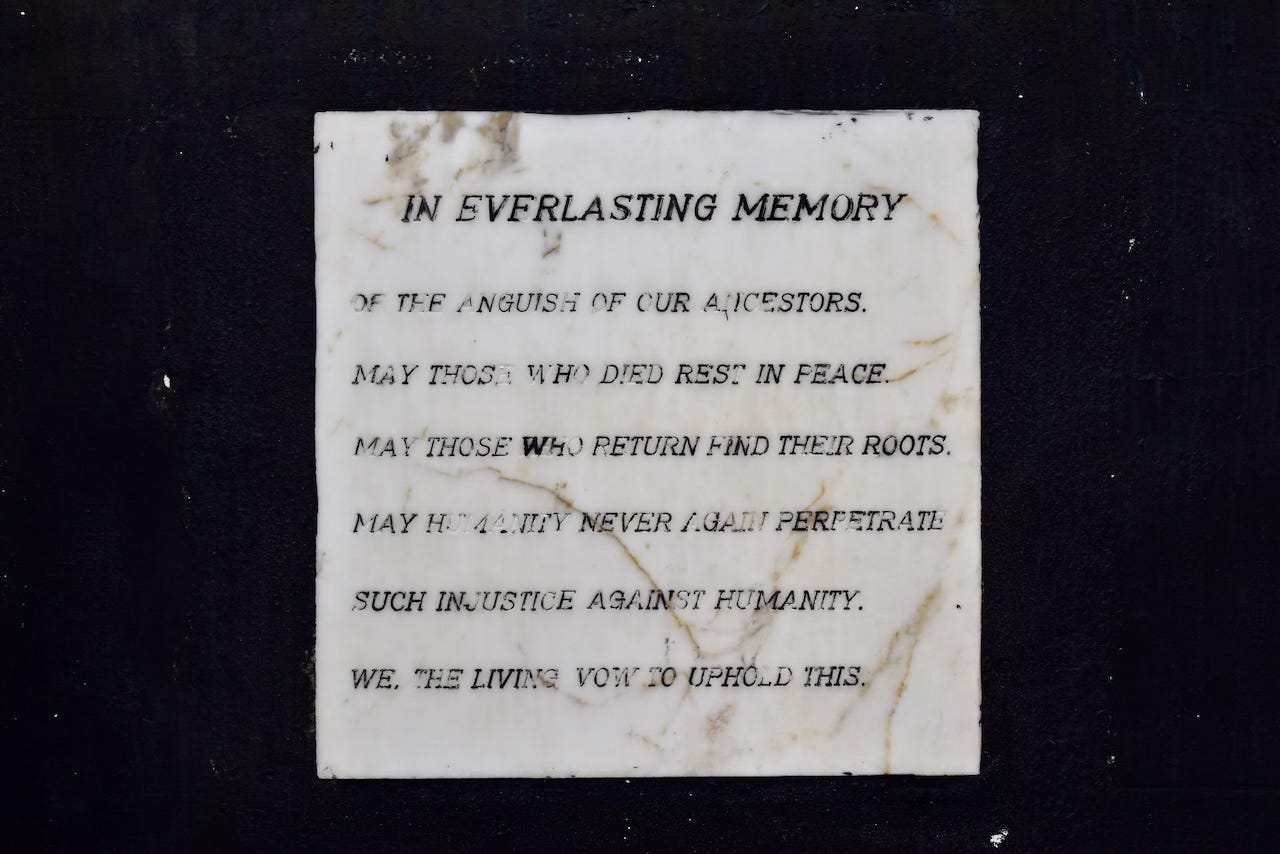 IN EVERLASTING MEMORY
OF THE ANGUISH OF OUR ANCESTORS.
MAY THOSE WHO DIED REST IN PEACE.
MAY THOSE WHO RETURN FIND THEIR ROOTS.
MAY HUMANITY NEVER AGAIN PERPETRATE
SUCH INJUSTICE AGAINST HUMANITY.
WE, THE LIVING VOW TO UPHOLD THIS.